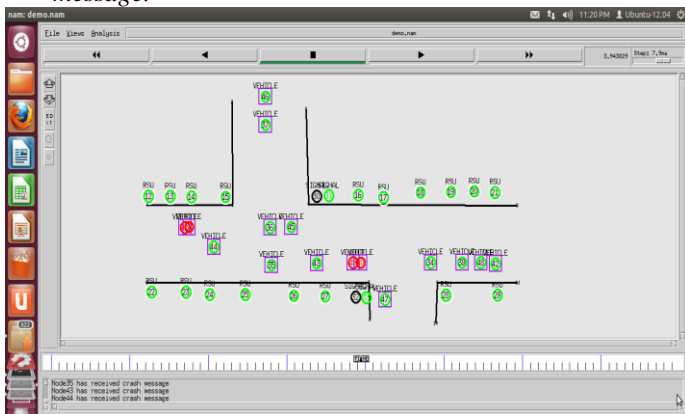 message.
nam: demo.nam
11:20 PM Ubuntu-12.04
File Views Analysis demo.nam
3.943029 Step: 7.9ms
VEHICLE
46
VEHICLE
37
RSU RSU RSU RSU
12 13 14 15
RSU RSU RSU RSU RSU RSU
16 17 18 19 20 21
VEHICLE VEHICLE
36 45
VEHICLE
44
VEHICLE VEHICLE
35 43
VEHICLE
34 39 42
RSU RSU RSU RSU RSU RSU
22 23 24 25 26 27
VEHICLE
47
RSU RSU
28 29
Node35 has received crash message
Node43 has received crash message
Node44 has received crash message